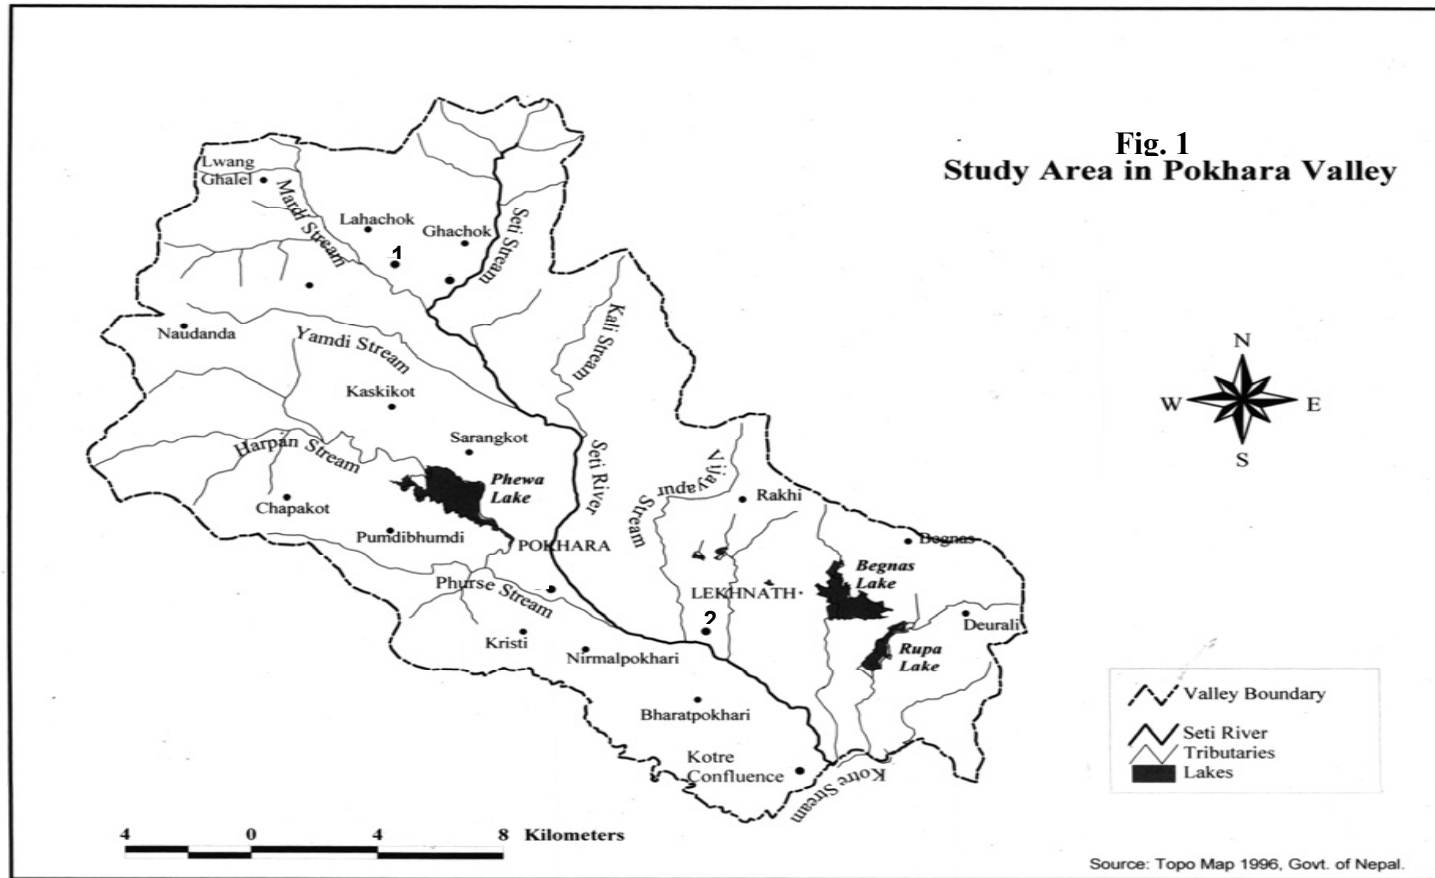 Fig. 1
Study Area in Pokhara Valley
Lwang
Ghalel
Mardi Stream
Lahachok
Ghachok
1
Seti Stream
Naudanda
Yamdi Stream
Kali Stream
Kaskikot
Sarangkot
Harpan Stream
Phewa
Lake
Seti River
Vijayapur
Stream
Rakhi
Chapakot
Pumdibhumdi
POKHARA
Begnas
Begnas
Lake
Phurse Stream
LEKHNATH
2
Deurali
Kristi
Nirmalpokhari
Rupa
Lake
Bharatpokhari
Kotre
Confluence
Kotre Stream
N
W E
S
Valley Boundary
Seti River
Tributaries
Lakes
4 0 4 8 Kilometers
Source: Topo Map 1996, Govt. of Nepal.